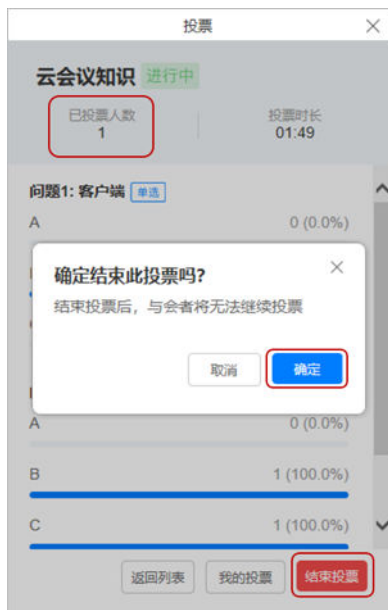 投票
云会议知识 进行中
已投票人数 投票时长
1 01:49
问题1: 客户端 单选
A 0 (0.0%)
确定结束此投票吗?
结束投票后，与会者将无法继续投票
取消 确定
A 0 (0.0%)
B 1 (100.0%)
C 1 (100.0%)
返回列表 我的投票 结束投票